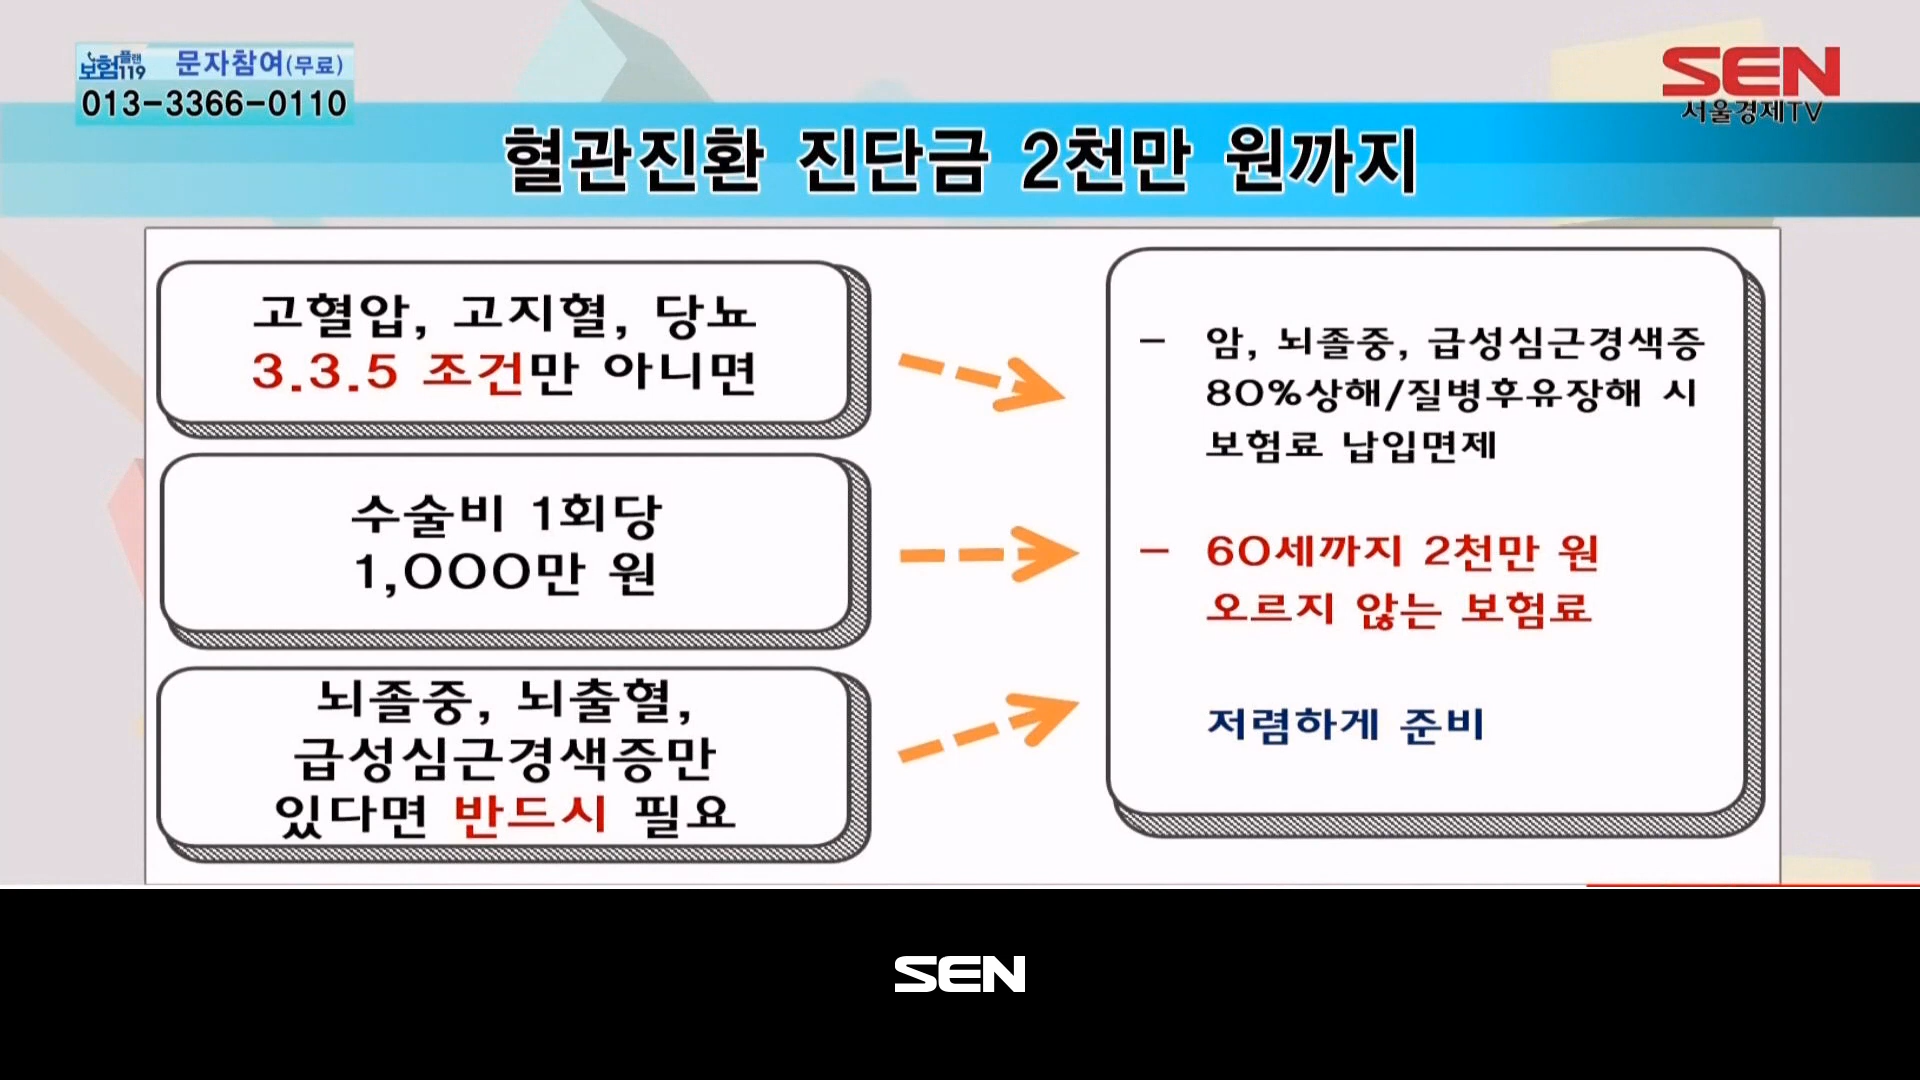 보험플랜119 문자참여(무료)
013-3366-0110
SEN
서울경제TV
혈관진환 진단금 2천만 원까지
고혈압, 고지혈, 당뇨
3.3.5 조건만 아니면
수술비 1회당
1,000만 원
뇌졸중, 뇌출혈,
급성심근경색증만
있다면 반드시 필요
- 암, 뇌졸중, 급성심근경색증
80%상해/질병후유장해 시
보험료 납입면제
- 60세까지 2천만 원
오르지 않는 보험료
저렴하게 준비
SEN